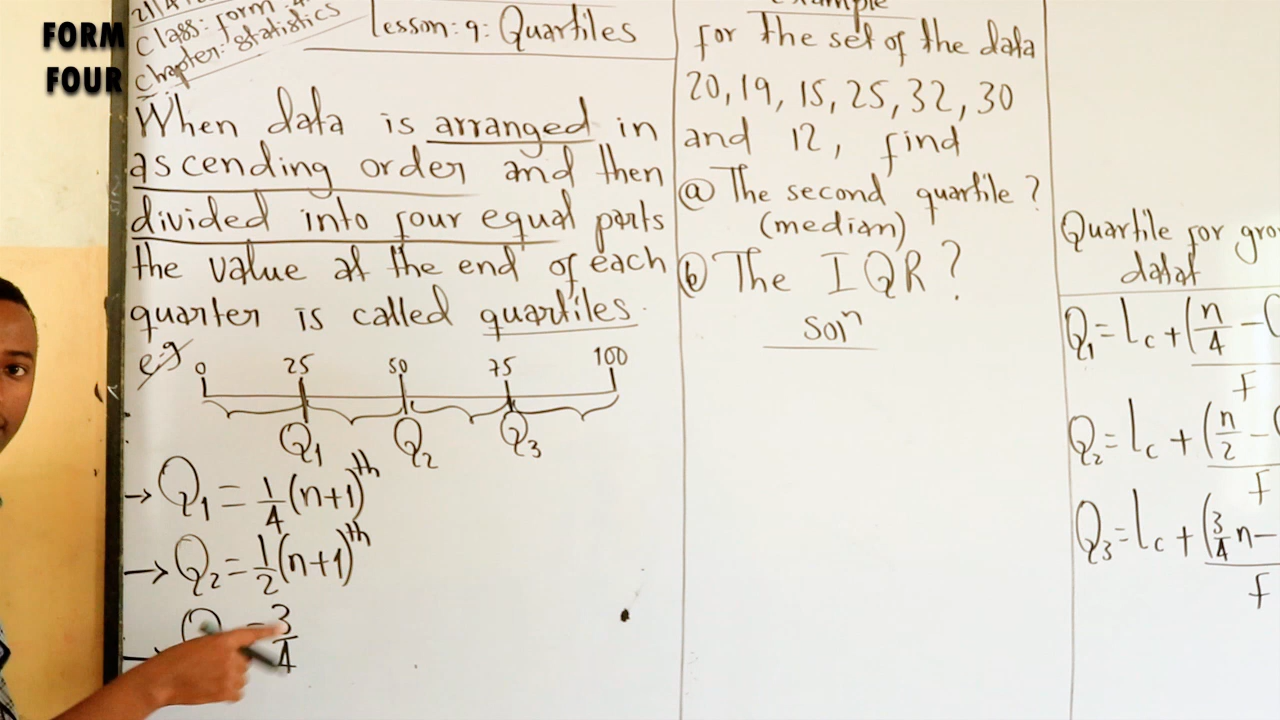 FORM
FOUR
Class: Form
Chapter: Statistics
Lesson: 9: Quartiles
When data is arranged in
ascending order and then
divided into four equal parts
the value at the end of each
quarter is called quartiles.
e.g
0 25 50 75 100
Q₁ Q₂ Q₃
→ Q₁ = 1/4 (n+1)th
→ Q₂ = 1/2 (n+1)th
= 3/4
Example
for the set of the data
20, 19, 15, 25, 32, 30
and 12, find
(a) The second quartile?
(median)
(b) The IQR?
Solⁿ
Quartile for
data
Q₁ = Lc + (n/4 -
F
Q₂ = Lc + (n/2 -
F
Q₃ = Lc + (3/4 n -
F